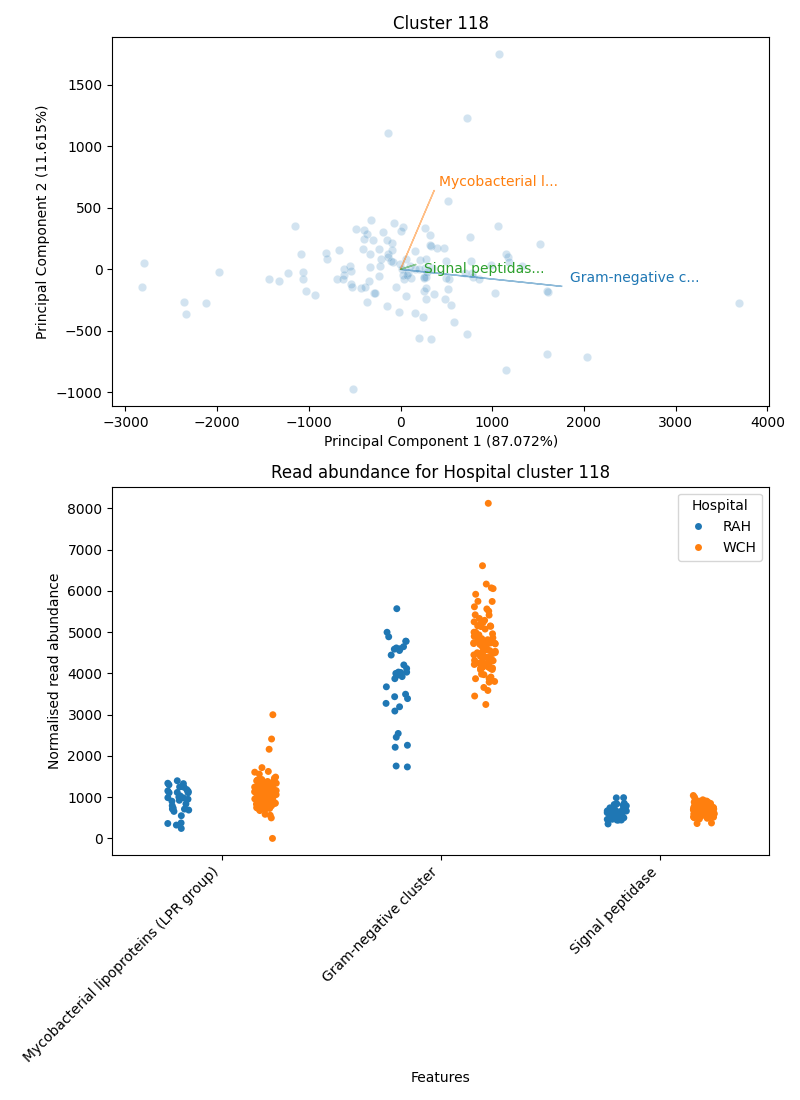 Cluster 118
1500
1000
500
0
−500
−1000
Principal Component 2 (11.615%)
Mycobacterial l...
Signal peptidas...
Gram-negative c...
−3000 −2000 −1000 0 1000 2000 3000 4000
Principal Component 1 (87.072%)
Read abundance for Hospital cluster 118
Hospital
RAH
WCH
8000
7000
6000
5000
4000
3000
2000
1000
0
Normalised read abundance
Mycobacterial lipoproteins (LPR group)
Gram-negative cluster
Signal peptidase
Features